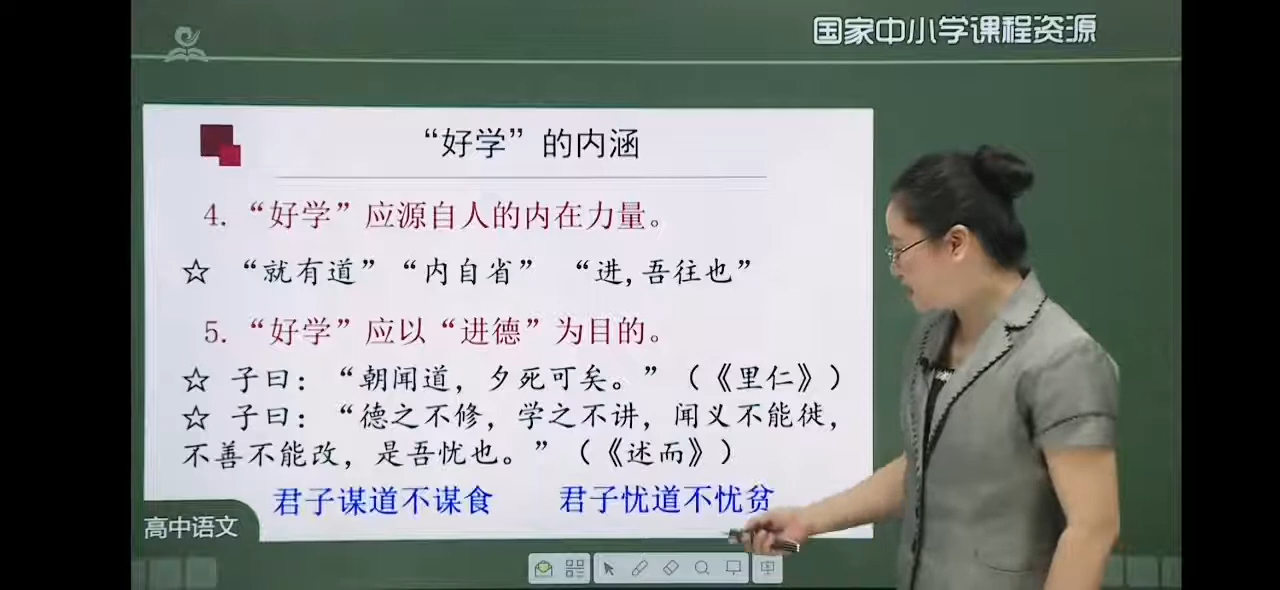 国家中小学课程资源
“好学”的内涵
4. “好学”应源自人的内在力量。
☆ “就有道” “内自省” “进,吾往也”
5. “好学”应以“进德”为目的。
☆ 子曰：“朝闻道，夕死可矣。”（《里仁》）
☆ 子曰：“德之不修，学之不讲，闻义不能徙，
不善不能改，是吾忧也。”（《述而》）
君子谋道不谋食 君子忧道不忧贫
高中语文